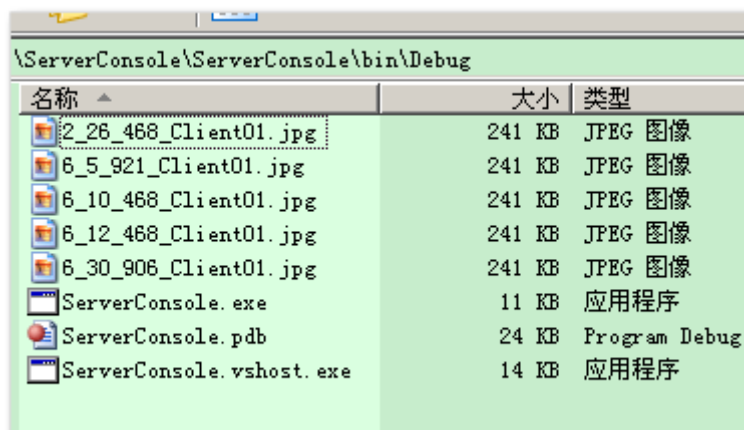 \ServerConsole\ServerConsole\bin\Debug
名称 大小 类型
2_26_468_Client01.jpg 241 KB JPEG 图像
6_5_921_Client01.jpg 241 KB JPEG 图像
6_10_468_Client01.jpg 241 KB JPEG 图像
6_12_468_Client01.jpg 241 KB JPEG 图像
6_30_906_Client01.jpg 241 KB JPEG 图像
ServerConsole.exe 11 KB 应用程序
ServerConsole.pdb 24 KB Program Debug
ServerConsole.vshost.exe 14 KB 应用程序